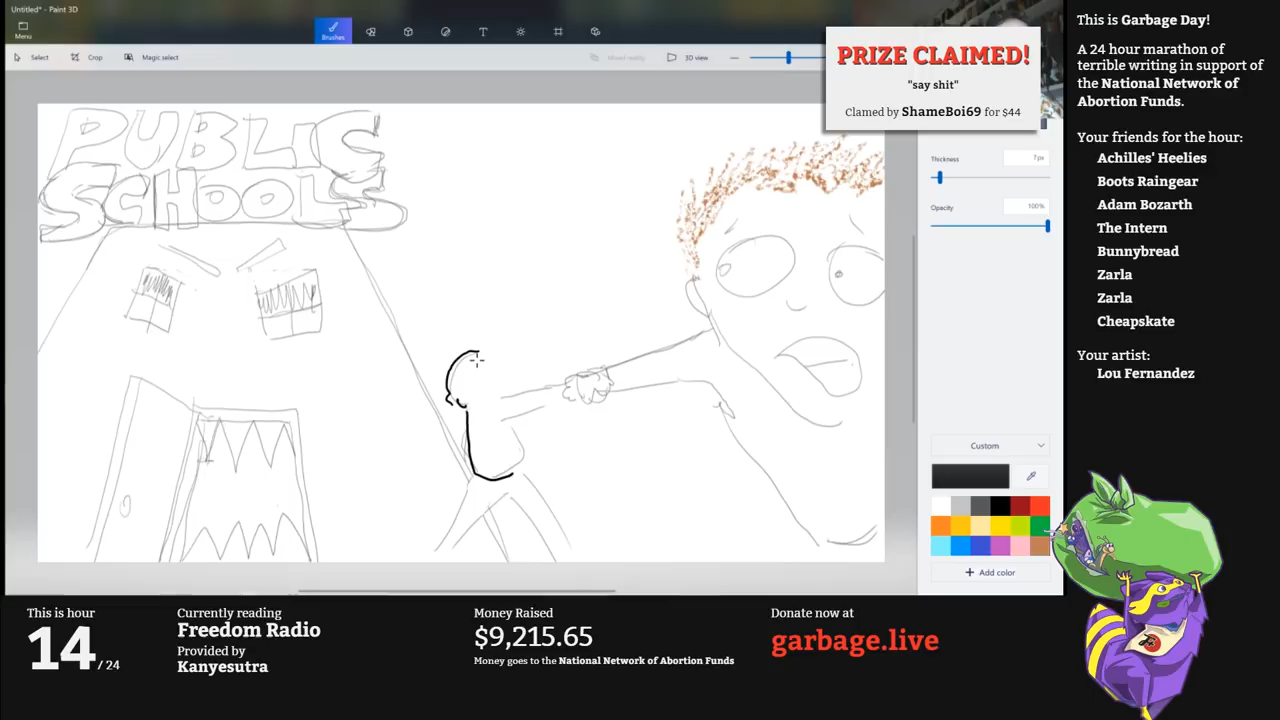 Untitled* - Paint 3D
Menu
Brushes
Select
Crop
Magic select
Mixed reality
3D view
PRIZE CLAIMED!
"say shit"
Clamed by ShameBoi69 for $44
Thickness
7px
Opacity
100%
Custom
Add color
PUBLIC
SCHOOLS
This is Garbage Day!
A 24 hour marathon of
terrible writing in support of
the National Network of
Abortion Funds.
Your friends for the hour:
Achilles' Heelies
Boots Raingear
Adam Bozarth
The Intern
Bunnybread
Zarla
Zarla
Cheapskate
Your artist:
Lou Fernandez
This is hour
14 / 24
Currently reading
Freedom Radio
Provided by
Kanyesutra
Money Raised
$9,215.65
Money goes to the National Network of Abortion Funds
Donate now at
garbage.live